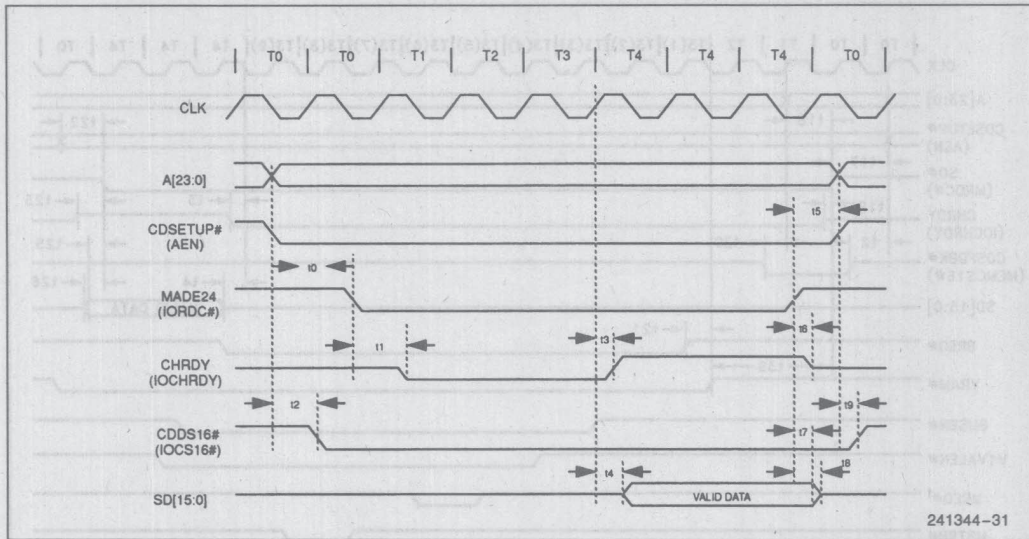 T0 T0 T1 T2 T3 T4 T4 T4 T0
CLK
A[23:0]
t5
CDSETUP#
(AEN)
t0
MADE24
(IORDC#)
t6
t1
t3
CHRDY
(IOCHRDY)
t2
t9
t7
CDDS16#
(IOCS16#)
t4
t8
SD[15:0]
VALID DATA
241344-31